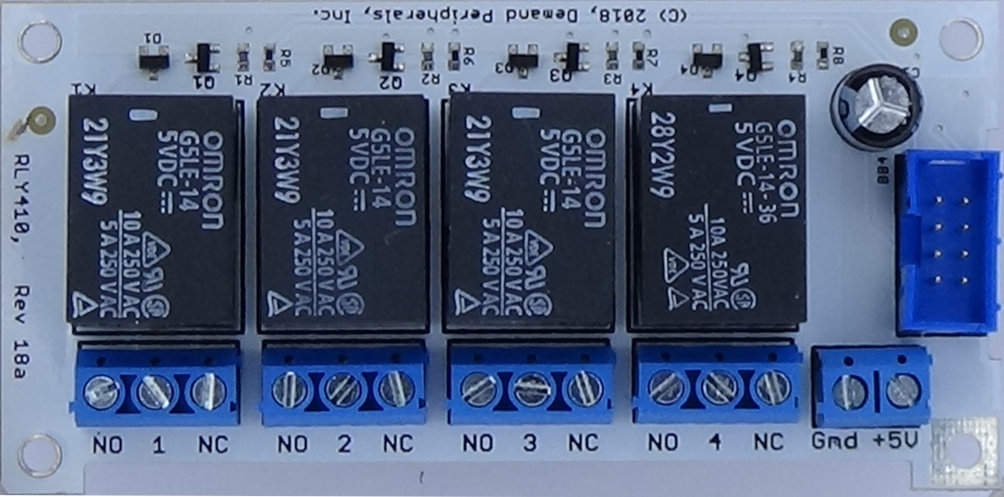 (C) 2018, Demand Peripherals, Inc.
D1
Q1
R1
R5
D2
Q2
R2
R6
D3
Q3
R3
R7
D4
Q4
R4
R8
K1
K2
K3
K4
omron
G5LE-14
5VDC
21Y3W9
10A 250VAC
5A 250VAC
omron
G5LE-14
5VDC
21Y3W9
10A 250VAC
5A 250VAC
omron
G5LE-14
5VDC
21Y3W9
10A 250VAC
5A 250VAC
omron
G5LE-14-36
5VDC
28Y2W9
10A 250VAC
5A 250VAC
RLY410, Rev 18a
NO 1 NC
NO 2 NC
NO 3 NC
NO 4 NC
Gnd +5V